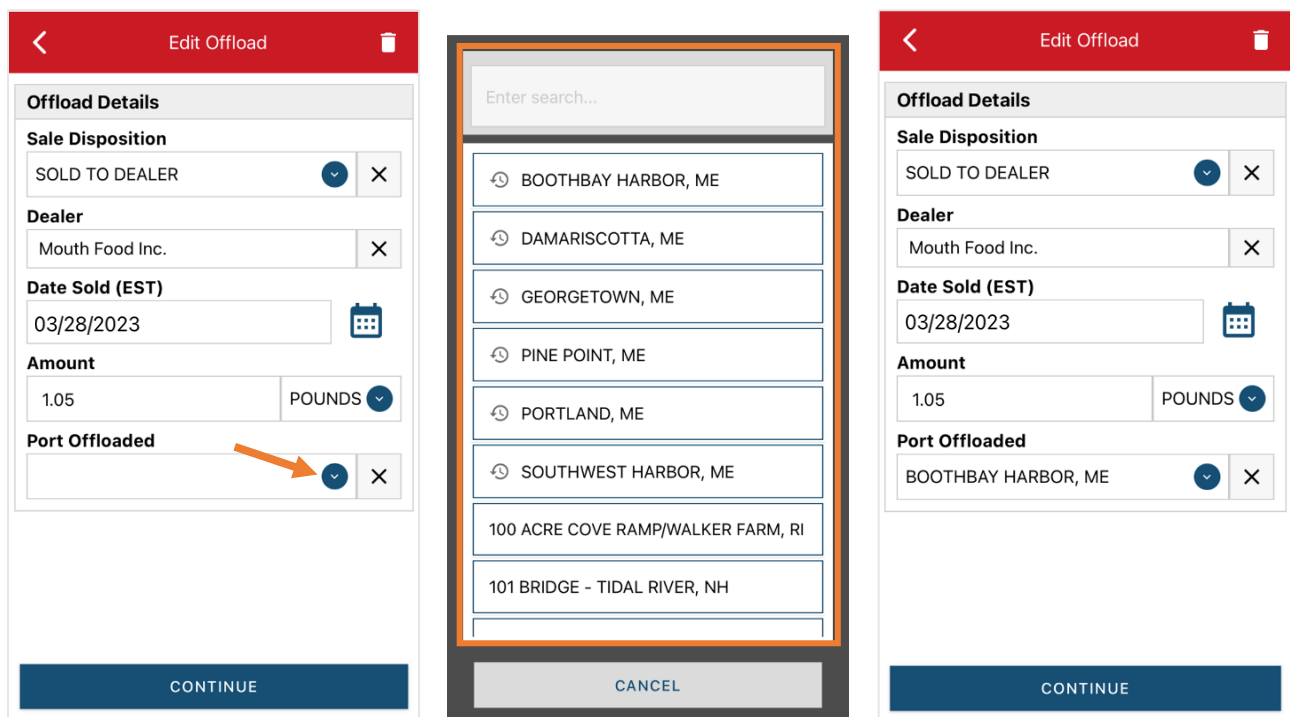 Edit Offload
Offload Details
Sale Disposition
SOLD TO DEALER
Dealer
Mouth Food Inc.
Date Sold (EST)
03/28/2023
Amount
1.05 POUNDS
Port Offloaded
CONTINUE
Enter search...
BOOTHBAY HARBOR, ME
DAMARISCOTTA, ME
GEORGETOWN, ME
PINE POINT, ME
PORTLAND, ME
SOUTHWEST HARBOR, ME
100 ACRE COVE RAMP/WALKER FARM, RI
101 BRIDGE - TIDAL RIVER, NH
CANCEL
Edit Offload
Offload Details
Sale Disposition
SOLD TO DEALER
Dealer
Mouth Food Inc.
Date Sold (EST)
03/28/2023
Amount
1.05 POUNDS
Port Offloaded
BOOTHBAY HARBOR, ME
CONTINUE